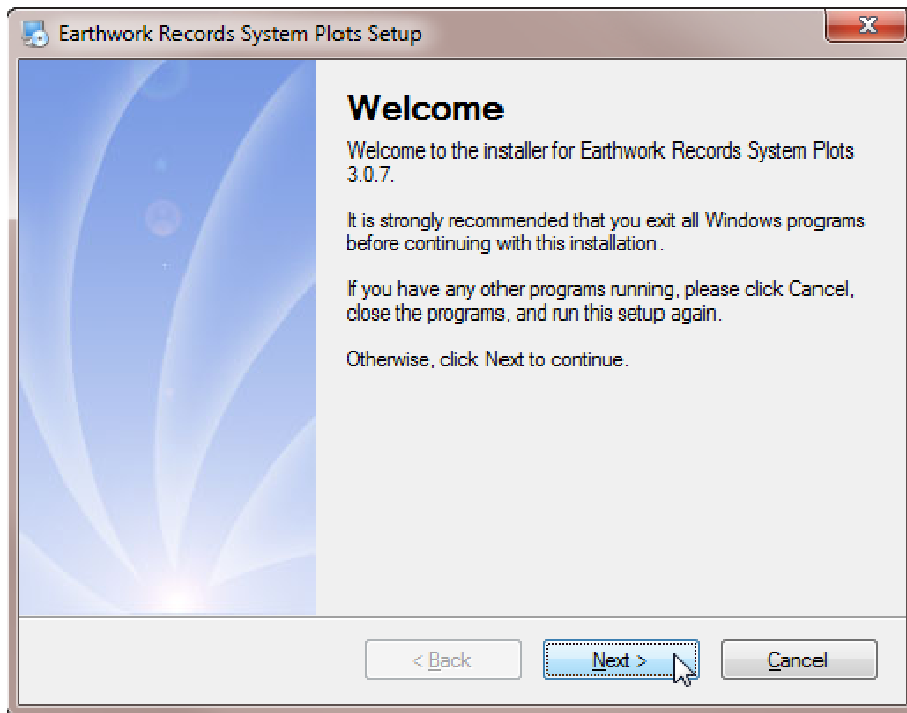 Earthwork Records System Plots Setup
Welcome
Welcome to the installer for Earthwork Records System Plots
3.0.7.
It is strongly recommended that you exit all Windows programs
before continuing with this installation.
If you have any other programs running, please click Cancel,
close the programs, and run this setup again.
Otherwise, click Next to continue.
< Back
Next >
Cancel